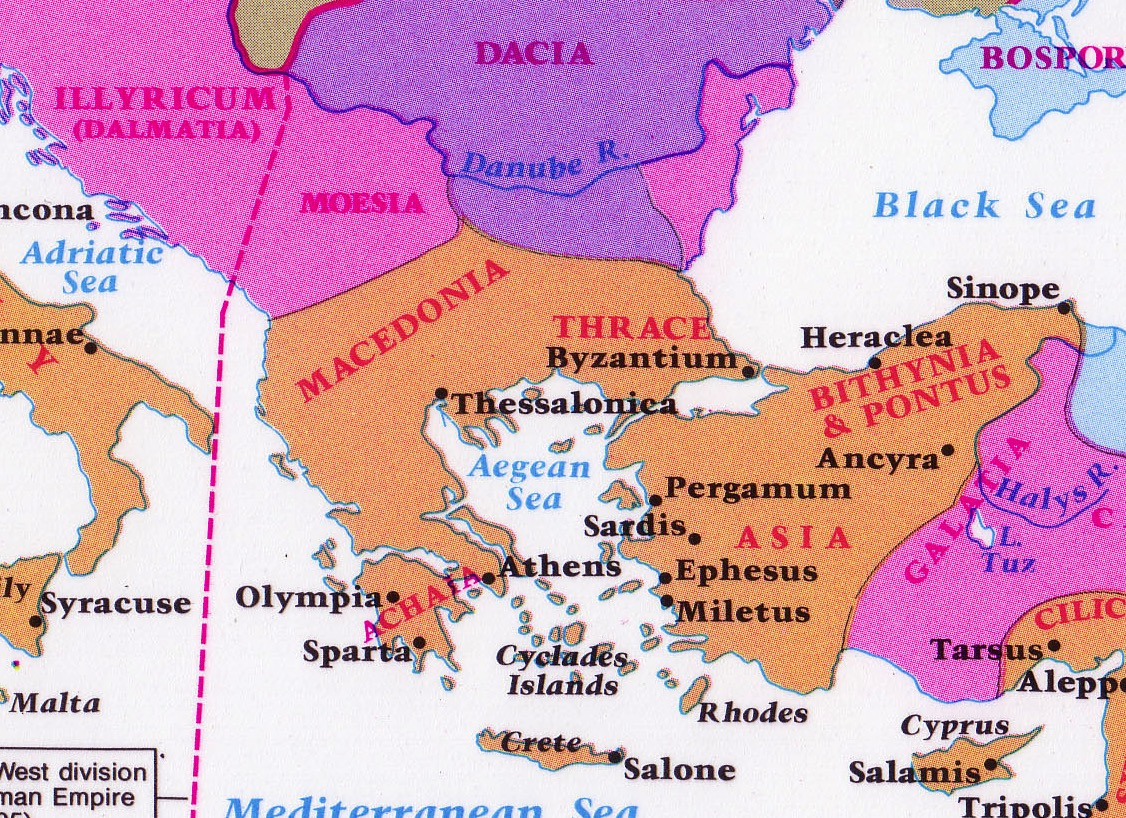 DACIA
BOSPOR
ILLYRICUM
(DALMATIA)
Danube R.
MOESIA
ncona
Black Sea
Adriatic
Sea
MACEDONIA
Sinope
THRACE
Heraclea
nnae
Y
Byzantium
BITHYNIA
& PONTUS
Thessalonica
Ancyra
Aegean
Sea
Pergamum
GALATIA
Halys R.
C
Sardis
ASIA
L.
Tuz
Athens
Ephesus
ily
Syracuse
Olympia
ACHAIA
Miletus
CILIC
Sparta
Tarsus
Cyclades
Islands
Alepp
Malta
Rhodes
Cyprus
Crete
Salone
Salamis
West division
man Empire
Mediterranean Sea
Tripolis